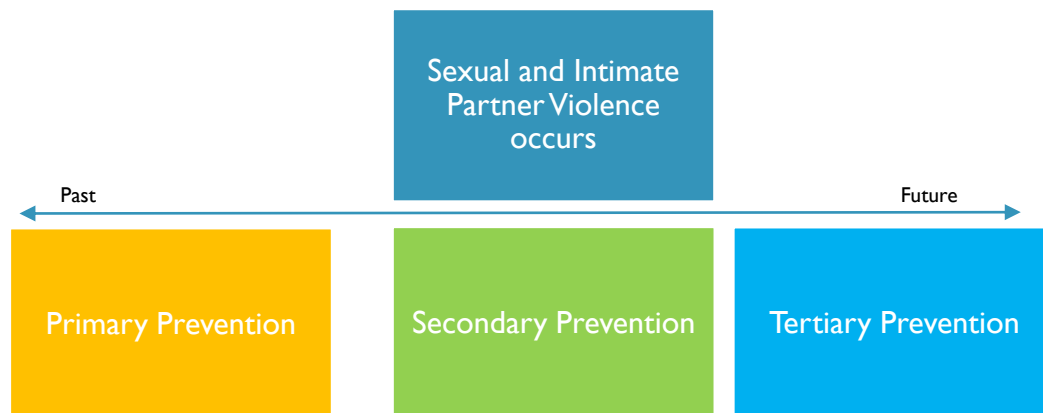 Sexual and Intimate
Partner Violence
occurs
Past
Future
Primary Prevention
Secondary Prevention
Tertiary Prevention